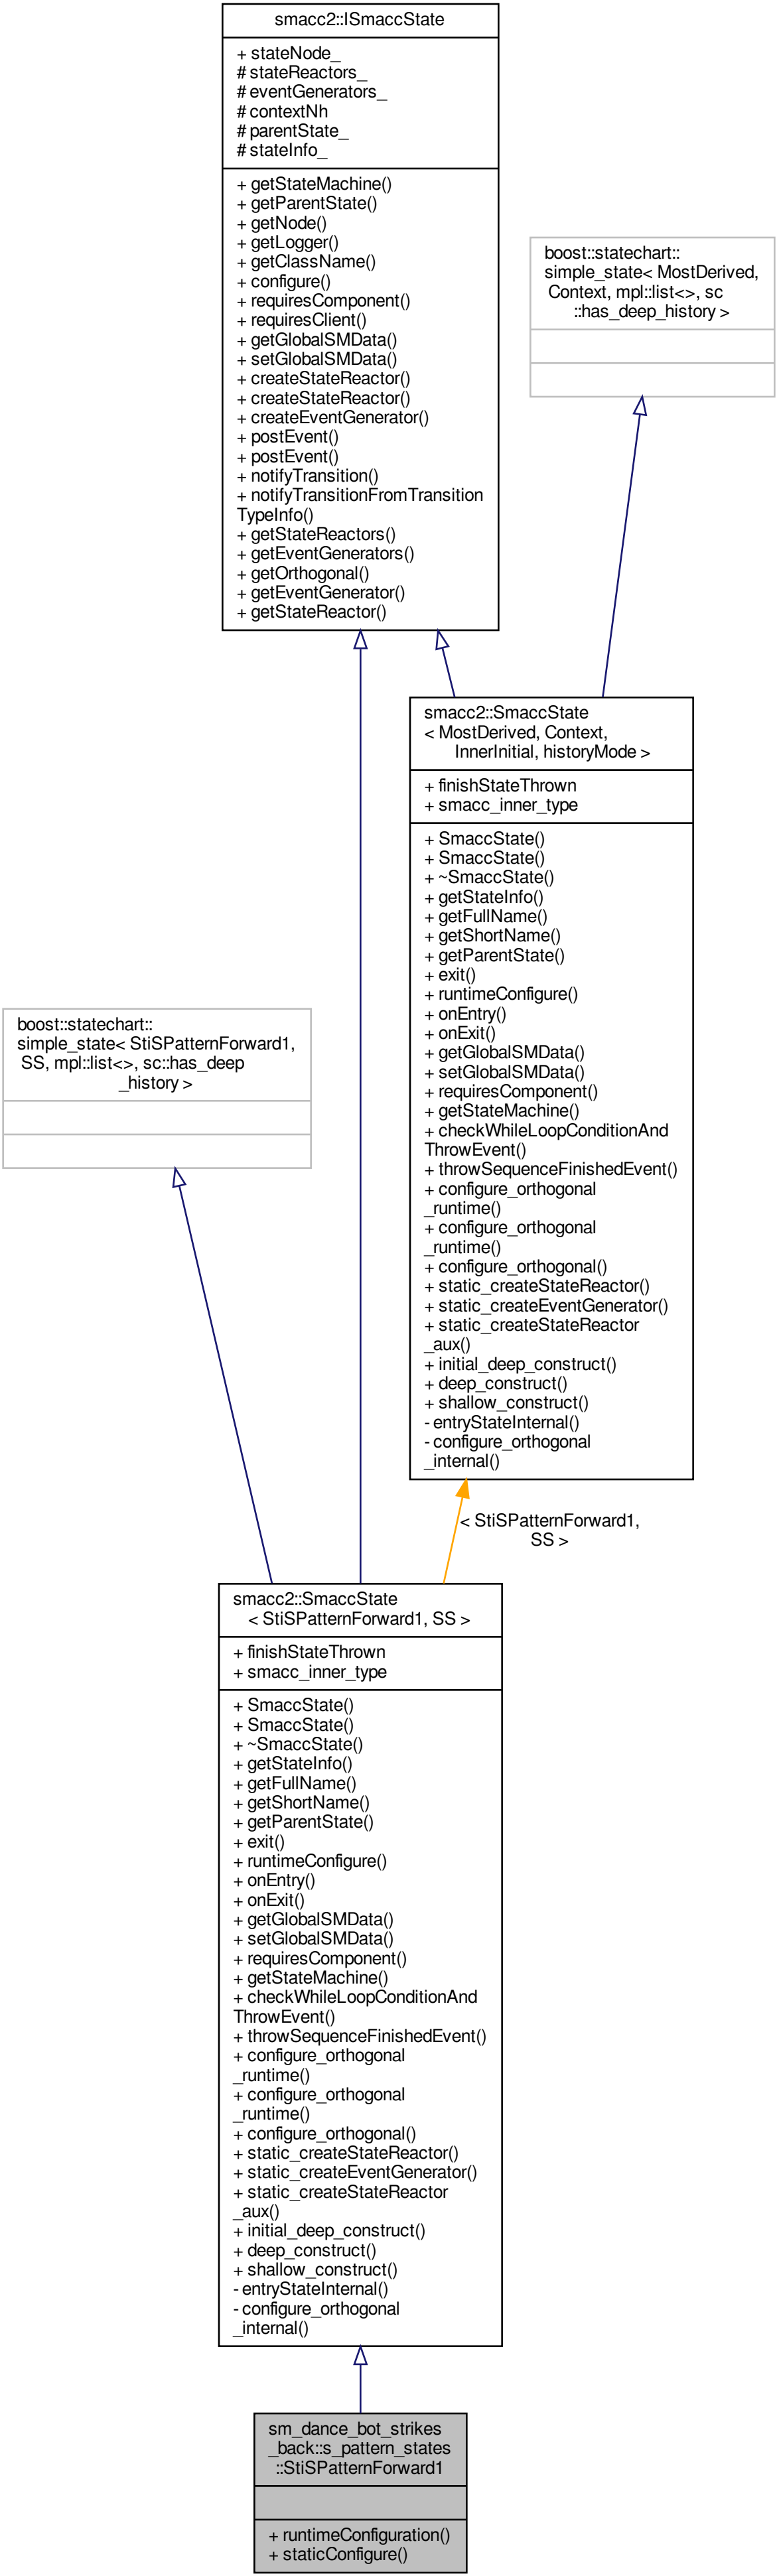 smacc2::ISmaccState
+ stateNode_
# stateReactors_
# eventGenerators_
# contextNh
# parentState_
# stateInfo_
+ getStateMachine()
+ getParentState()
+ getNode()
+ getLogger()
+ getClassName()
+ configure()
+ requiresComponent()
+ requiresClient()
+ getGlobalSMData()
+ setGlobalSMData()
+ createStateReactor()
+ createStateReactor()
+ createEventGenerator()
+ postEvent()
+ postEvent()
+ notifyTransition()
+ notifyTransitionFromTransition
TypeInfo()
+ getStateReactors()
+ getEventGenerators()
+ getOrthogonal()
+ getEventGenerator()
+ getStateReactor()
boost::statechart::
simple_state< MostDerived,
Context, mpl::list<>, sc
::has_deep_history >
smacc2::SmaccState
< MostDerived, Context,
InnerInitial, historyMode >
+ finishStateThrown
+ smacc_inner_type
+ SmaccState()
+ SmaccState()
+ ~SmaccState()
+ getStateInfo()
+ getFullName()
+ getShortName()
+ getParentState()
+ exit()
+ runtimeConfigure()
+ onEntry()
+ onExit()
+ getGlobalSMData()
+ setGlobalSMData()
+ requiresComponent()
+ getStateMachine()
+ checkWhileLoopConditionAnd
ThrowEvent()
+ throwSequenceFinishedEvent()
+ configure_orthogonal
_runtime()
+ configure_orthogonal
_runtime()
+ configure_orthogonal()
+ static_createStateReactor()
+ static_createEventGenerator()
+ static_createStateReactor
_aux()
+ initial_deep_construct()
+ deep_construct()
+ shallow_construct()
- entryStateInternal()
- configure_orthogonal
_internal()
boost::statechart::
simple_state< StiSPatternForward1,
SS, mpl::list<>, sc::has_deep
_history >
< StiSPatternForward1,
SS >
smacc2::SmaccState
< StiSPatternForward1, SS >
+ finishStateThrown
+ smacc_inner_type
+ SmaccState()
+ SmaccState()
+ ~SmaccState()
+ getStateInfo()
+ getFullName()
+ getShortName()
+ getParentState()
+ exit()
+ runtimeConfigure()
+ onEntry()
+ onExit()
+ getGlobalSMData()
+ setGlobalSMData()
+ requiresComponent()
+ getStateMachine()
+ checkWhileLoopConditionAnd
ThrowEvent()
+ throwSequenceFinishedEvent()
+ configure_orthogonal
_runtime()
+ configure_orthogonal
_runtime()
+ configure_orthogonal()
+ static_createStateReactor()
+ static_createEventGenerator()
+ static_createStateReactor
_aux()
+ initial_deep_construct()
+ deep_construct()
+ shallow_construct()
- entryStateInternal()
- configure_orthogonal
_internal()
sm_dance_bot_strikes
_back::s_pattern_states
::StiSPatternForward1
+ runtimeConfiguration()
+ staticConfigure()